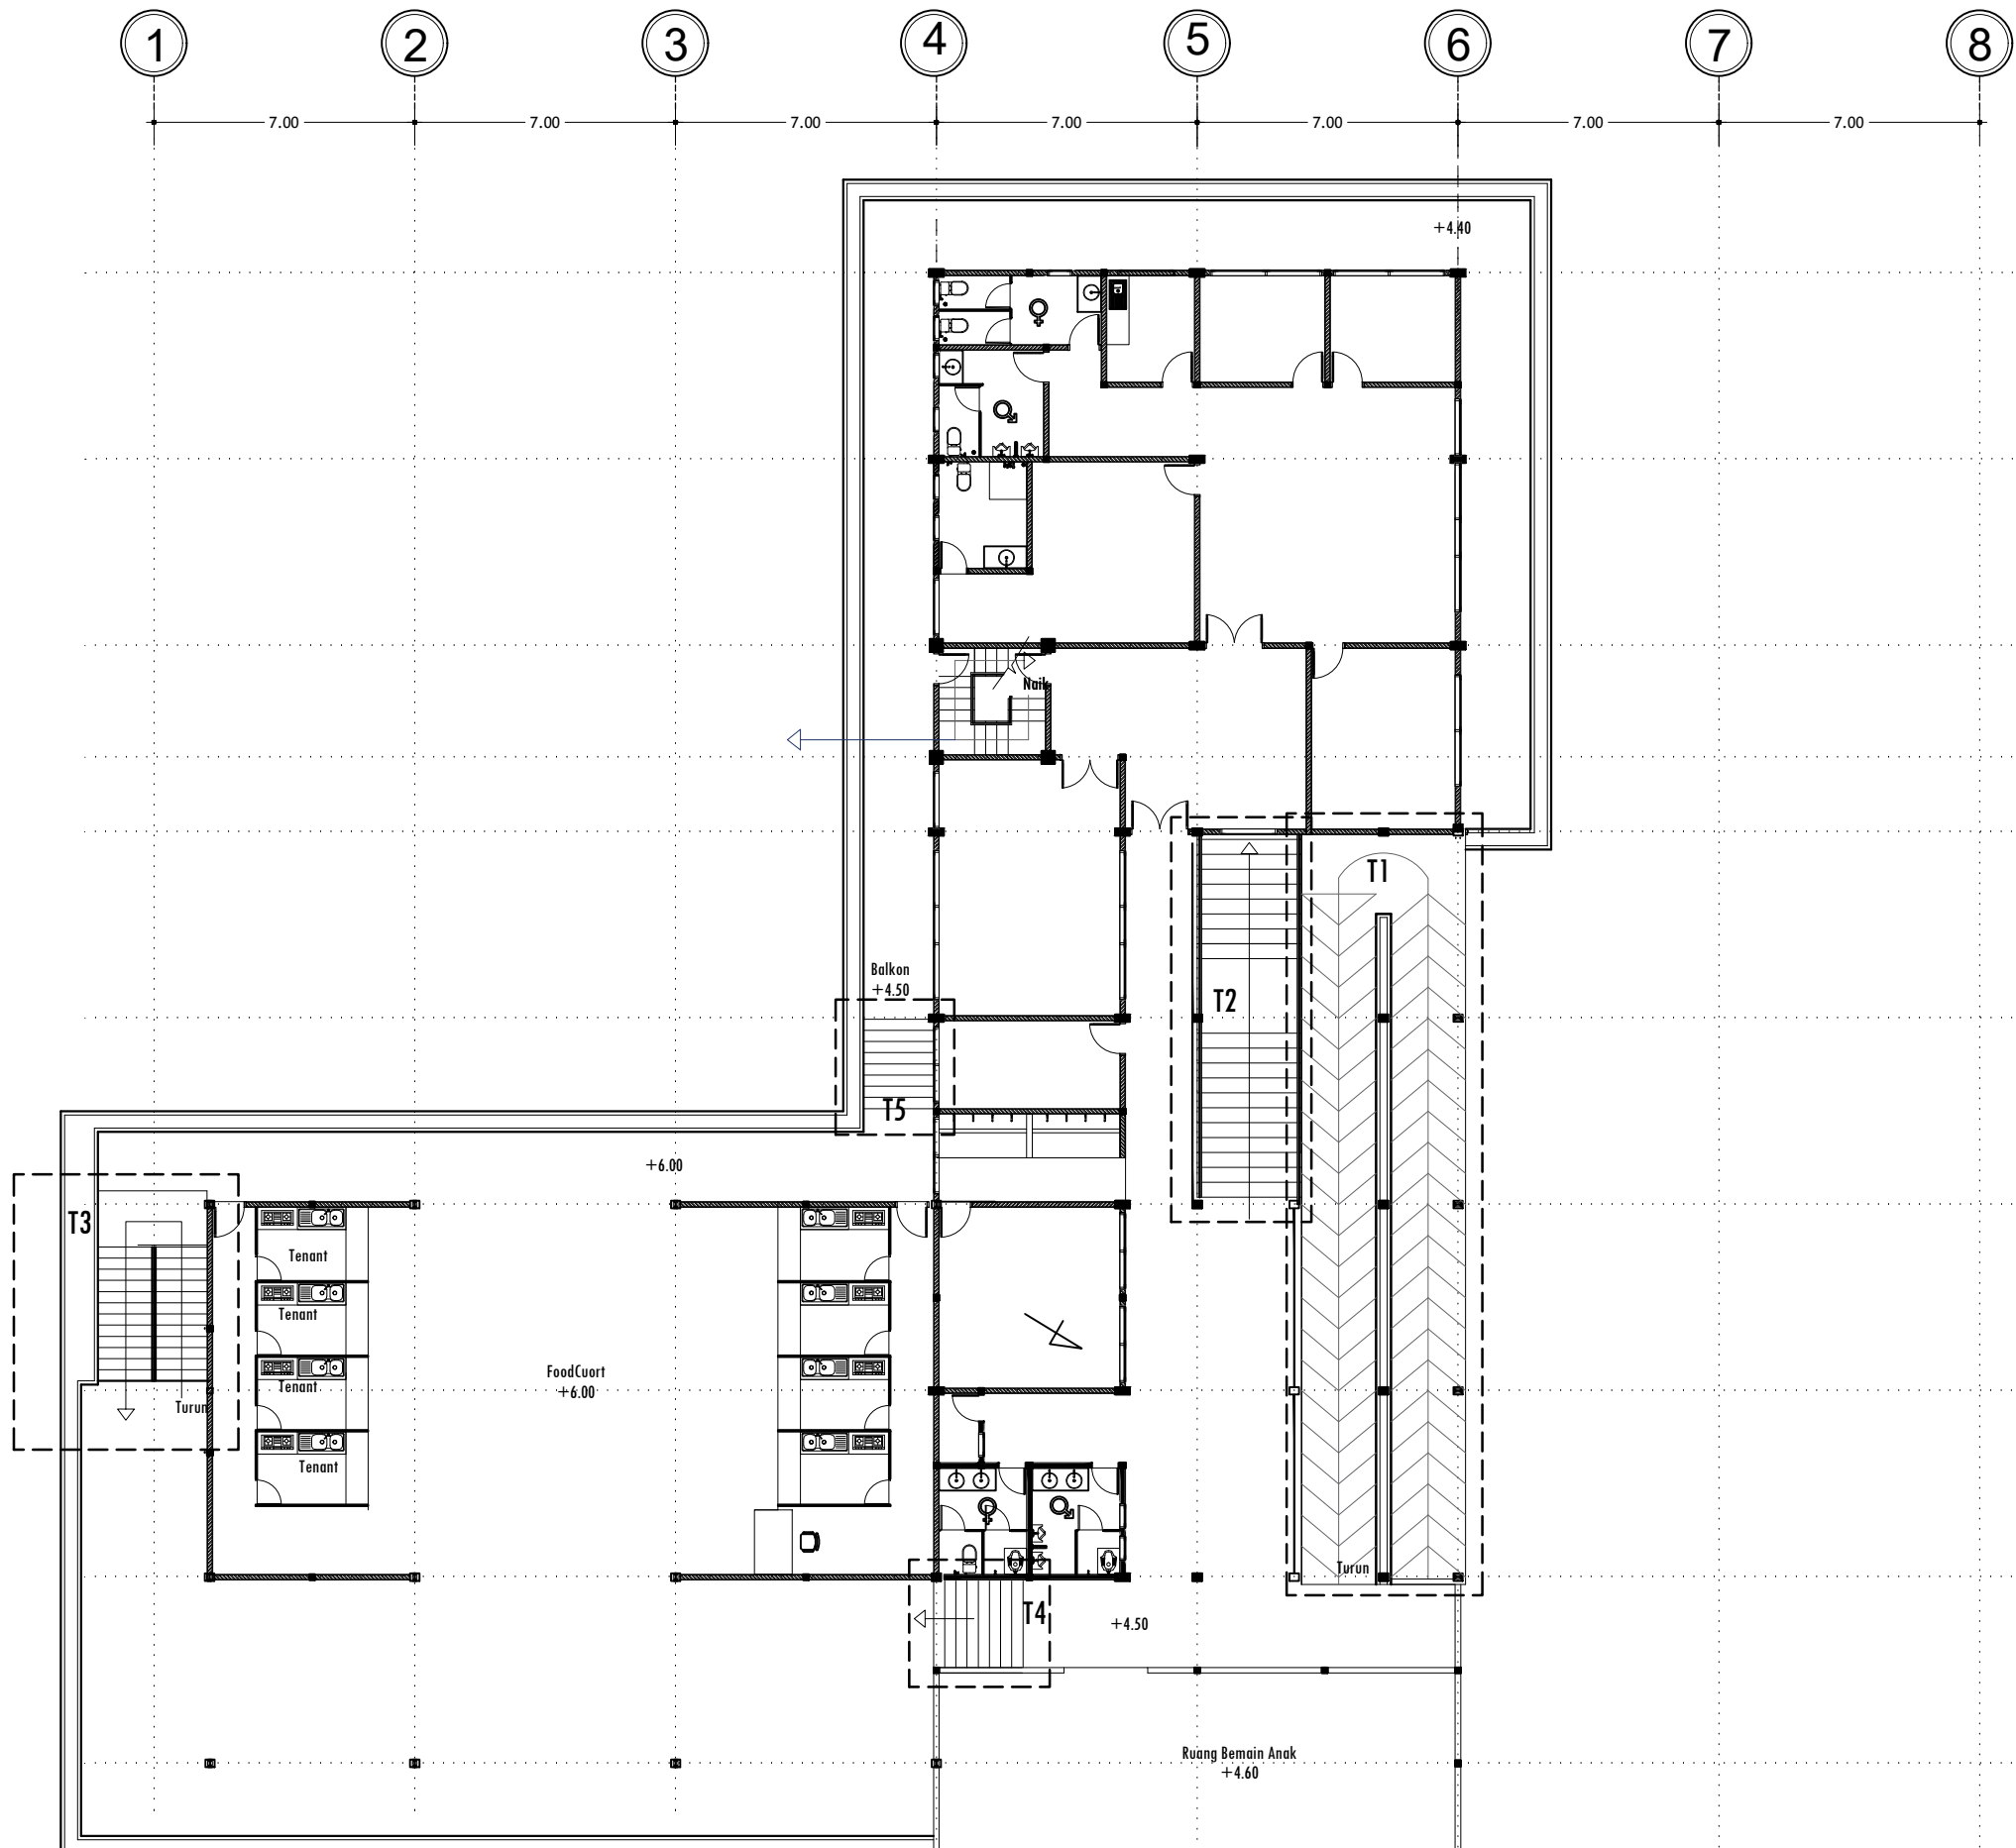 1 2 3 4 5 6 7 8
7.00 7.00 7.00 7.00 7.00 7.00 7.00
+4.40
Naik
T1
Balkon
+4.50
T2
T5
+6.00
T3
Tenant
Tenant
FoodCuort
+6.00
Tenant
Turun
Tenant
Turun
T4
+4.50
Ruang Bemain Anak
+4.60